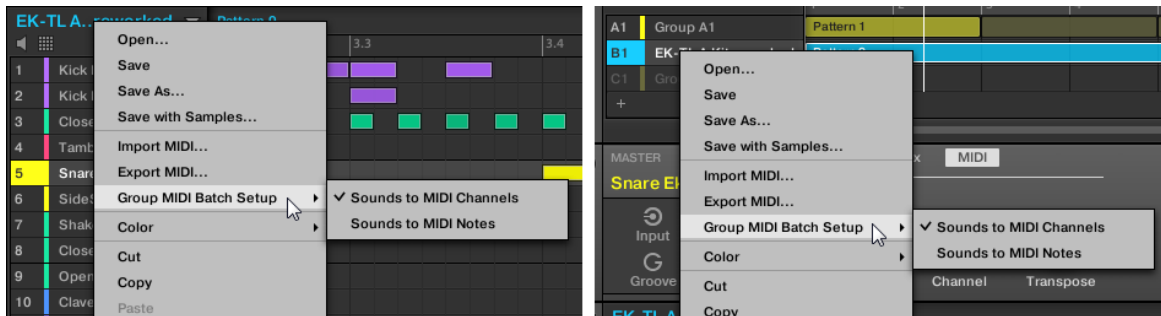 EK-TL A..reworked
Pattern 2
3.3
3.4
1 Kick
2 Kick
3 Close
4 Tamb
5 Snare
6 Side
7 Shak
8 Close
9 Open
10 Clave
Open...
Save
Save As...
Save with Samples...
Import MIDI...
Export MIDI...
Group MIDI Batch Setup
Color
Cut
Copy
Paste
Sounds to MIDI Channels
Sounds to MIDI Notes
A1 Group A1
Pattern 1
B1 EK-TL A Kit reworked
C1 Gro
+
Open...
Save
Save As...
Save with Samples...
Import MIDI...
Export MIDI...
Group MIDI Batch Setup
Color
Cut
Copy
Sounds to MIDI Channels
Sounds to MIDI Notes
MASTER
MIDI
Snare El
Input
Groove
Channel
Transpose
EK-TL A